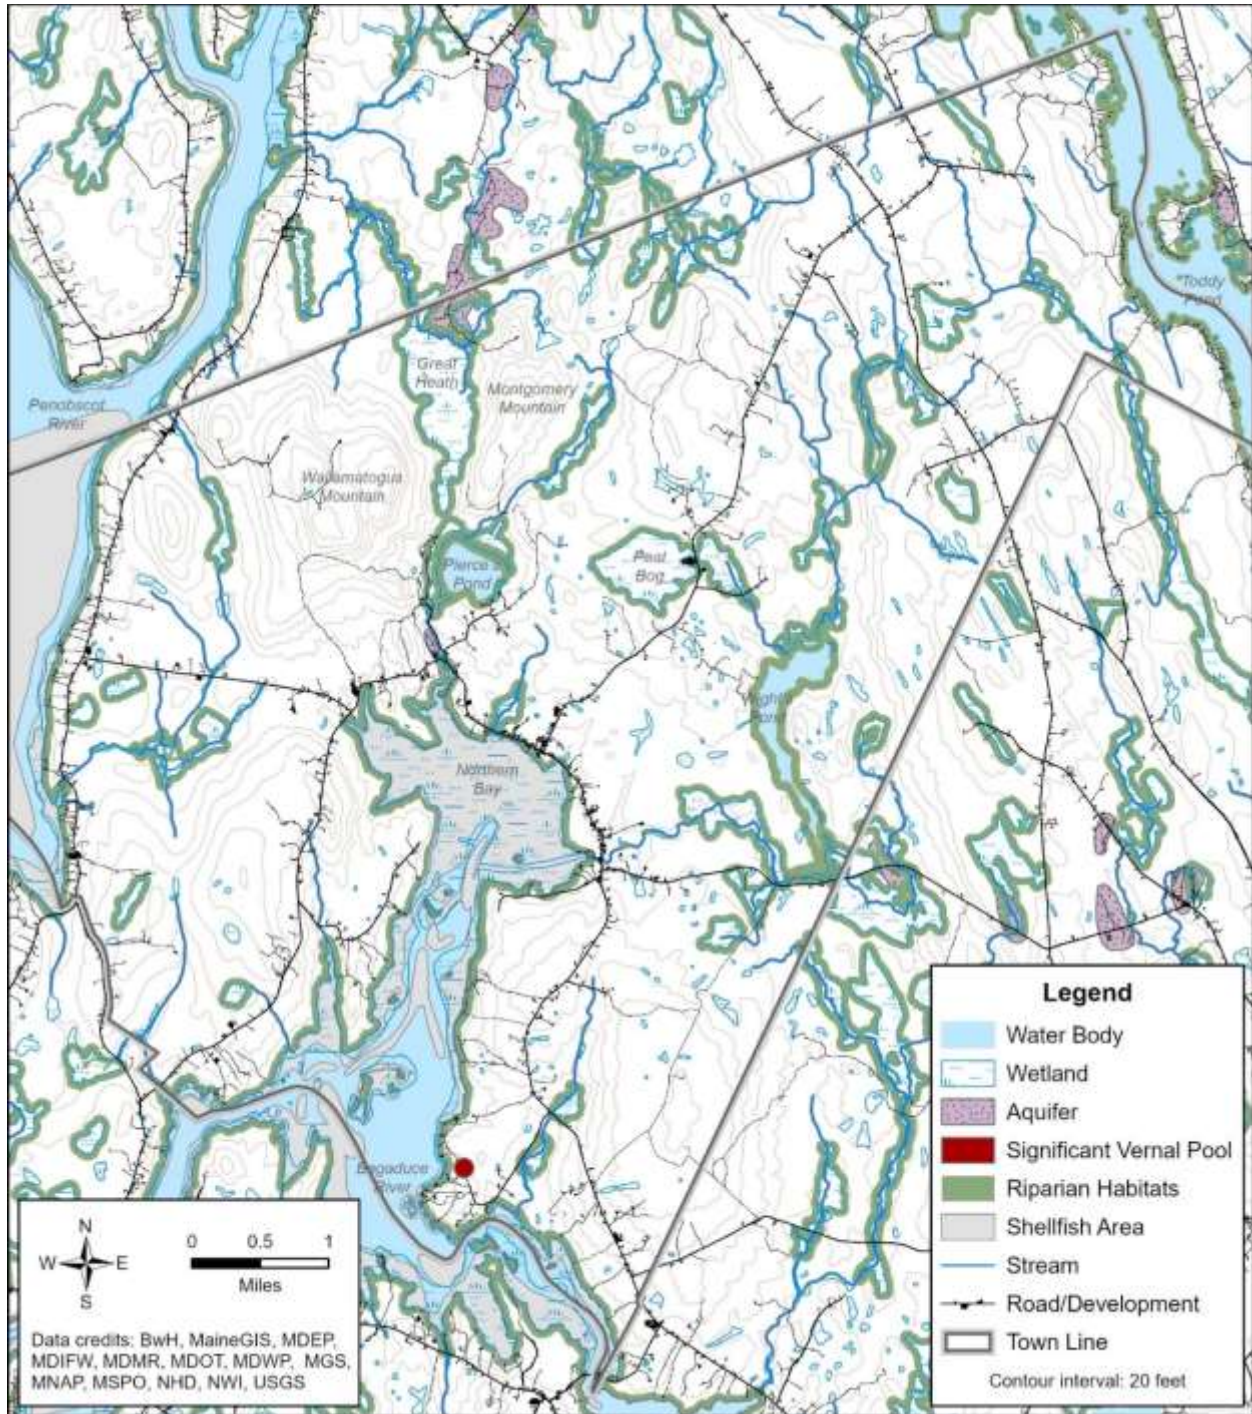 Toddy
Pond
Great
Heath
Montgomery
Mountain
Penobscot
River
Wallamatogus
Mountain
Pierce's
Pond
Peat
Bog
Wight's
Pond
Northern
Bay
Bagaduce
River
N
W E
S
0 0.5 1
Miles
Data credits: BwH, MaineGIS, MDEP,
MDIFW, MDMR, MDOT, MDWP, MGS,
MNAP, MSPO, NHD, NWI, USGS
Legend
Water Body
Wetland
Aquifer
Significant Vernal Pool
Riparian Habitats
Shellfish Area
Stream
Road/Development
Town Line
Contour interval: 20 feet